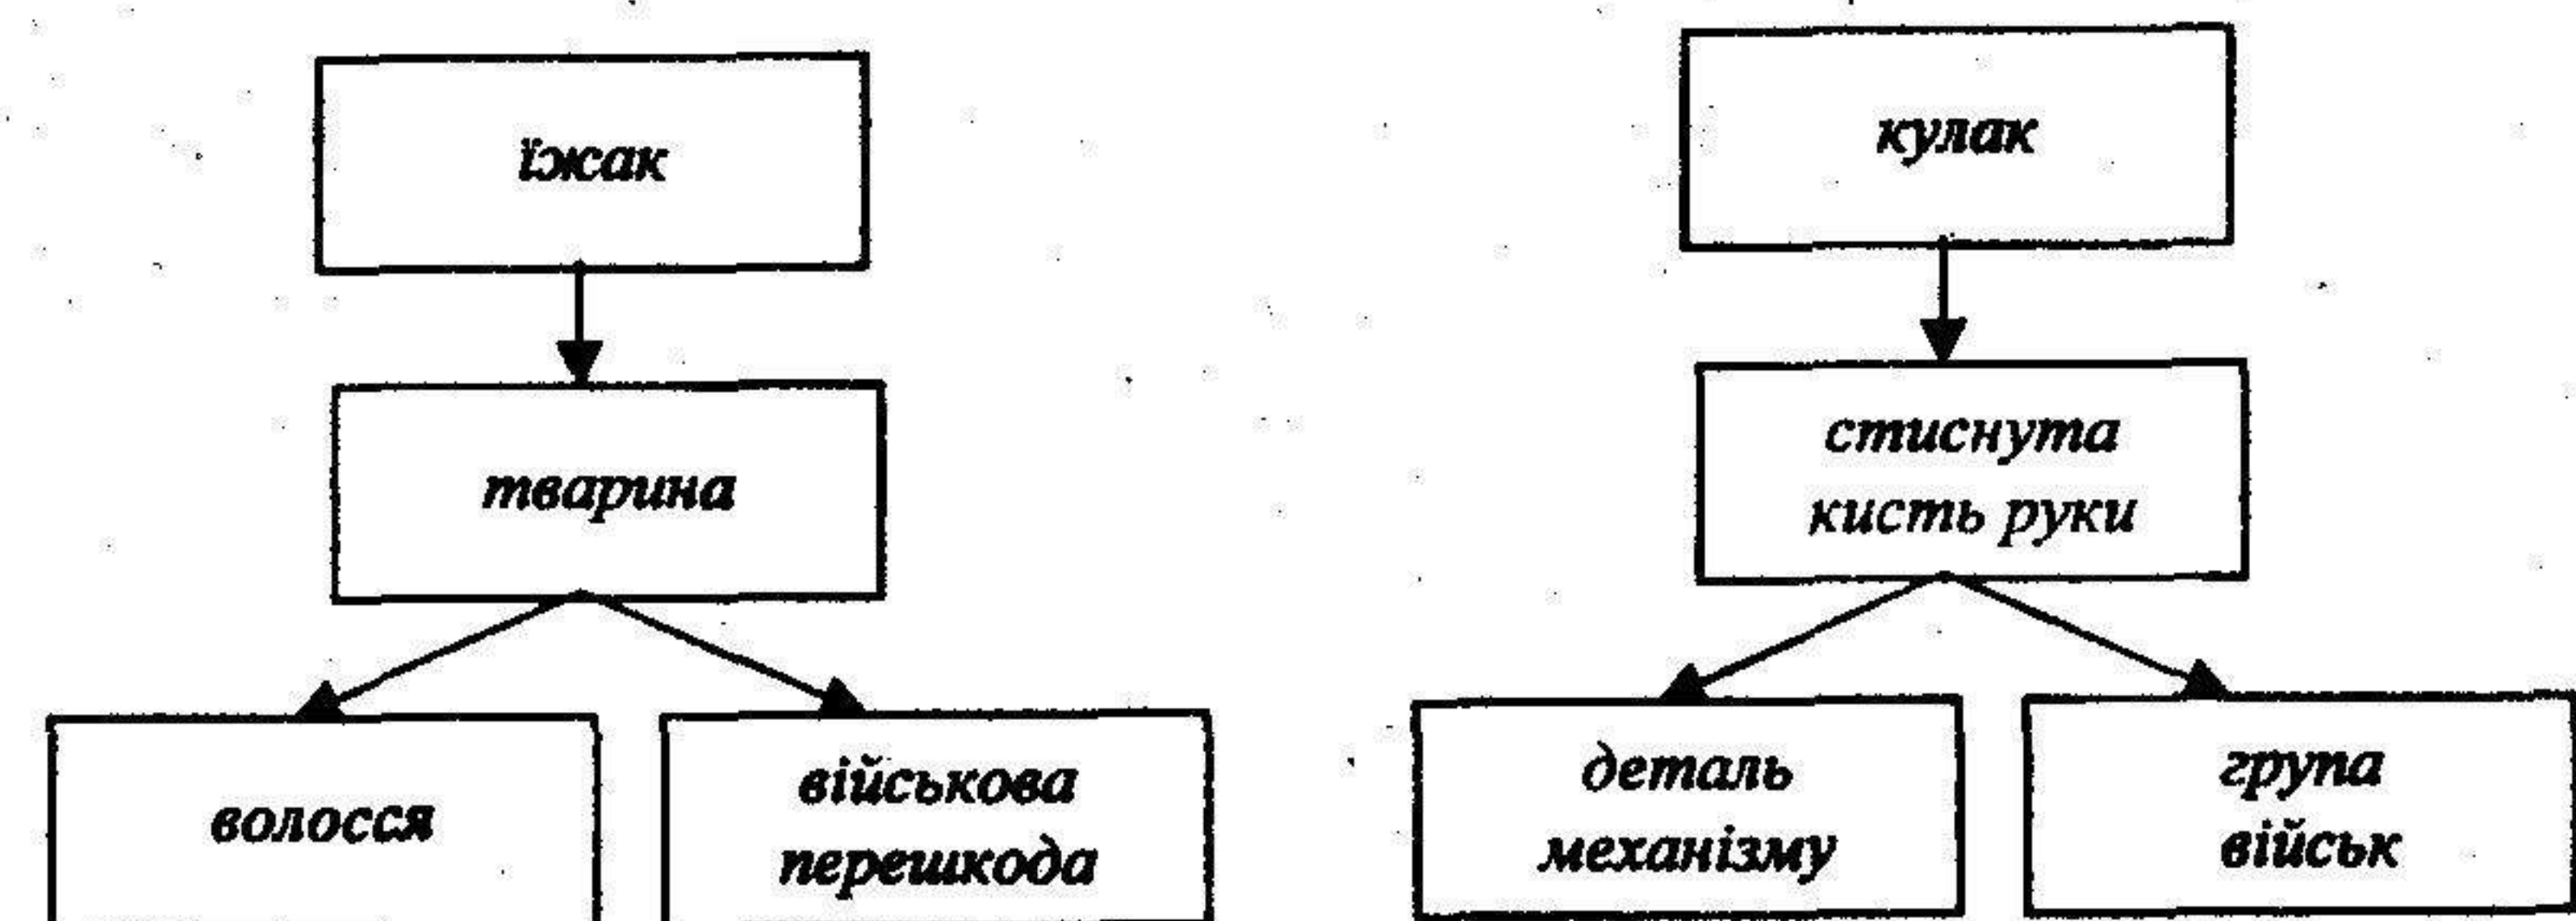 їжак
кулак
тварина
стиснута
кисть руки
волосся
військова
перешкода
деталь
механізму
група
військ